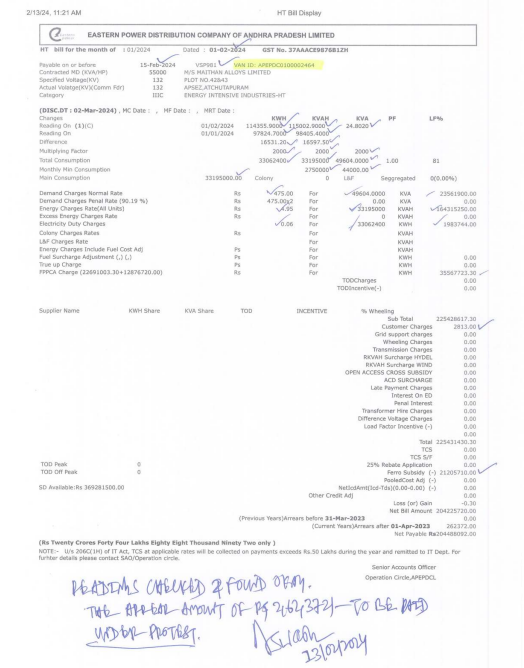 2/13/24, 11:21 AM HT Bill Display
EASTERN POWER DISTRIBUTION COMPANY OF ANDHRA PRADESH LIMITED
HT bill for the month of : 01/2024 Dated : 01-02-2024 GST No. 37AAACE9876B1ZH
Payable on or before 15-Feb-2024 VSP981 VAN ID: APEPDC0100002464
Contracted MD (KVA/HP) 55000 M/S MAITHAN ALLOYS LIMITED
Specified Voltage(KV) 132 PLOT NO.42&43
Actual Volatge(KV)(Comn Fdr) 132 APSEZ,ATCHUTAPURAM
Category IIIC ENERGY INTENSIVE INDUSTRIES-HT
(DISC.DT : 02-Mar-2024) , MC Date : , MF Date : , MRT Date :
Charges KWH KVAH KVA PF LF%
Reading On (1)(C) 01/02/2024 114355.9000 115002.9000 24.8020
Reading On 01/01/2024 97824.7000 98405.4000
Difference 16531.20 16597.50
Multiplying Factor 2000 2000 2000
Total Consumption 33062400 33195000 49604.0000 1.00 81
Monthly Min Consumption 2750000 44000.00
Main Consumption 33195000.00 Colony 0 L&F Seggregated 0(0.00%)
Demand Charges Normal Rate Rs 475.00 For 49604.0000 KVA 23561900.00
Demand Charges Penal Rate (90.19 %) 475.00x2 For 0.00 KVA 0.00
Energy Charges Rate(All Units) Rs 4.95 For 33195000 KVAH 164315250.00
Excess Energy Charges Rate Rs For KVAH 0.00
Electricity Duty Charges 0.06 For 33062400 KWH 1983744.00
Colony Charges Rates Rs For KVAH
L&F Charges Rate For KVAH
Energy Charges Include Fuel Cost Adj Ps For KVAH
Fuel Surcharge Adjustment (,) (,) Ps For KWH 0.00
True up Charge Ps For KWH 0.00
FPPCA Charge (22691003.30+12876720.00) Rs For KWH 35567723.30
TODCharges 0.00
TODIncentive(-) 0.00
Supplier Name KWH Share KVA Share TOD INCENTIVE % Wheeling
Sub Total 225428617.30
Customer Charges 2813.00
Grid support charges 0.00
Wheeling Charges 0.00
Transmission Charges 0.00
RKVAH Surcharge HYDEL 0.00
RKVAH Surcharge WIND 0.00
OPEN ACCESS CROSS SUBSIDY 0.00
ACD SURCHARGE 0.00
Late Payment Charges 0.00
Interest On ED 0.00
Penal Interest 0.00
Transformer Hire Charges 0.00
Difference Voltage Charges 0.00
Load Factor Incentive (-) 0.00
0.00
Total 225431430.30
TCS 0.00
TCS S/F 0.00
TOD Peak 0 25% Rebate Application 0.00
TOD Off Peak 0 Ferro Subsidy (-) 21205710.00
PooledCost Adj (-) 0.00
SD Available:Rs 369281500.00 NetIcdAmt(Icd-Tds)(0.00-0.00) (-) 0.00
Other Credit Adj 0.00
Loss (or) Gain -0.30
Net Bill Amount 204225720.00
(Previous Years)Arrears before 31-Mar-2023 0.00
(Current Years)Arrears after 01-Apr-2023 262372.00
Net Payable Rs204488092.00
(Rs Twenty Crores Forty Four Lakhs Eighty Eight Thousand Ninety Two only )
NOTE:- U/s 206C(1H) of IT Act, TCS at applicable rates will be collected on payments exceeds Rs.50 Lakhs during the year and remitted to IT Dept. For
furhter details please contact SAO/Operation circle.
Senior Accounts Officer
Operation Circle,APEPDCL
READINGS CHECKED & FOUND OKAY.
THE ARREAR AMOUNT OF RS 2,62,372/- TO BE PAID
UNDER PROTEST.
13/02/2024